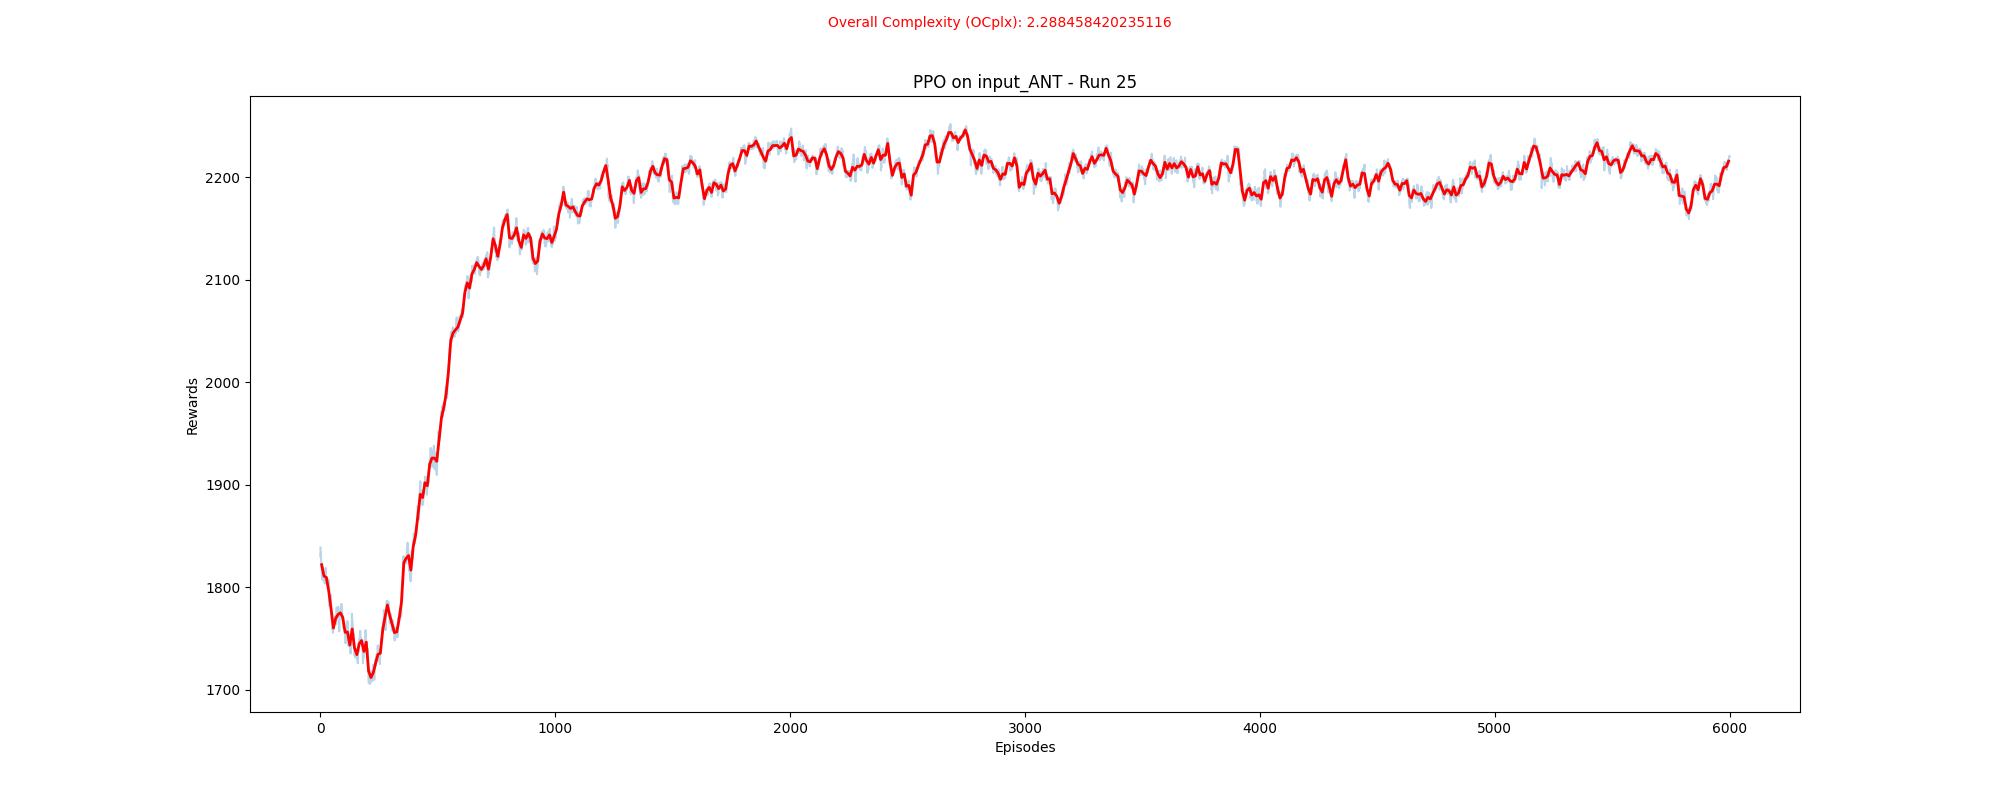 Overall Complexity (OCplx): 2.288458420235116
PPO on input_ANT - Run 25
2200
2100
2000
1900
1800
1700
Rewards
0 1000 2000 3000 4000 5000 6000
Episodes